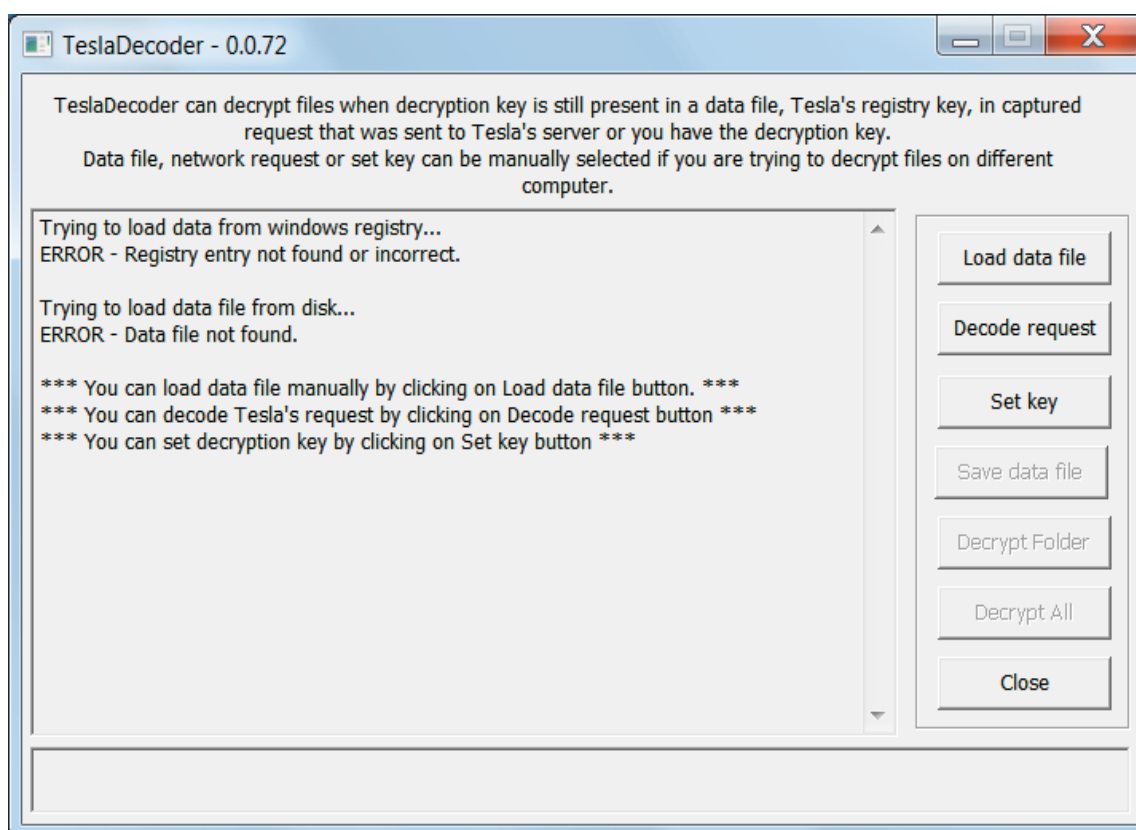 TeslaDecoder - 0.0.72
TeslaDecoder can decrypt files when decryption key is still present in a data file, Tesla's registry key, in captured
request that was sent to Tesla's server or you have the decryption key.
Data file, network request or set key can be manually selected if you are trying to decrypt files on different
computer.
Trying to load data from windows registry...
ERROR - Registry entry not found or incorrect.
Trying to load data file from disk...
ERROR - Data file not found.
*** You can load data file manually by clicking on Load data file button. ***
*** You can decode Tesla's request by clicking on Decode request button ***
*** You can set decryption key by clicking on Set key button ***
Load data file
Decode request
Set key
Save data file
Decrypt Folder
Decrypt All
Close